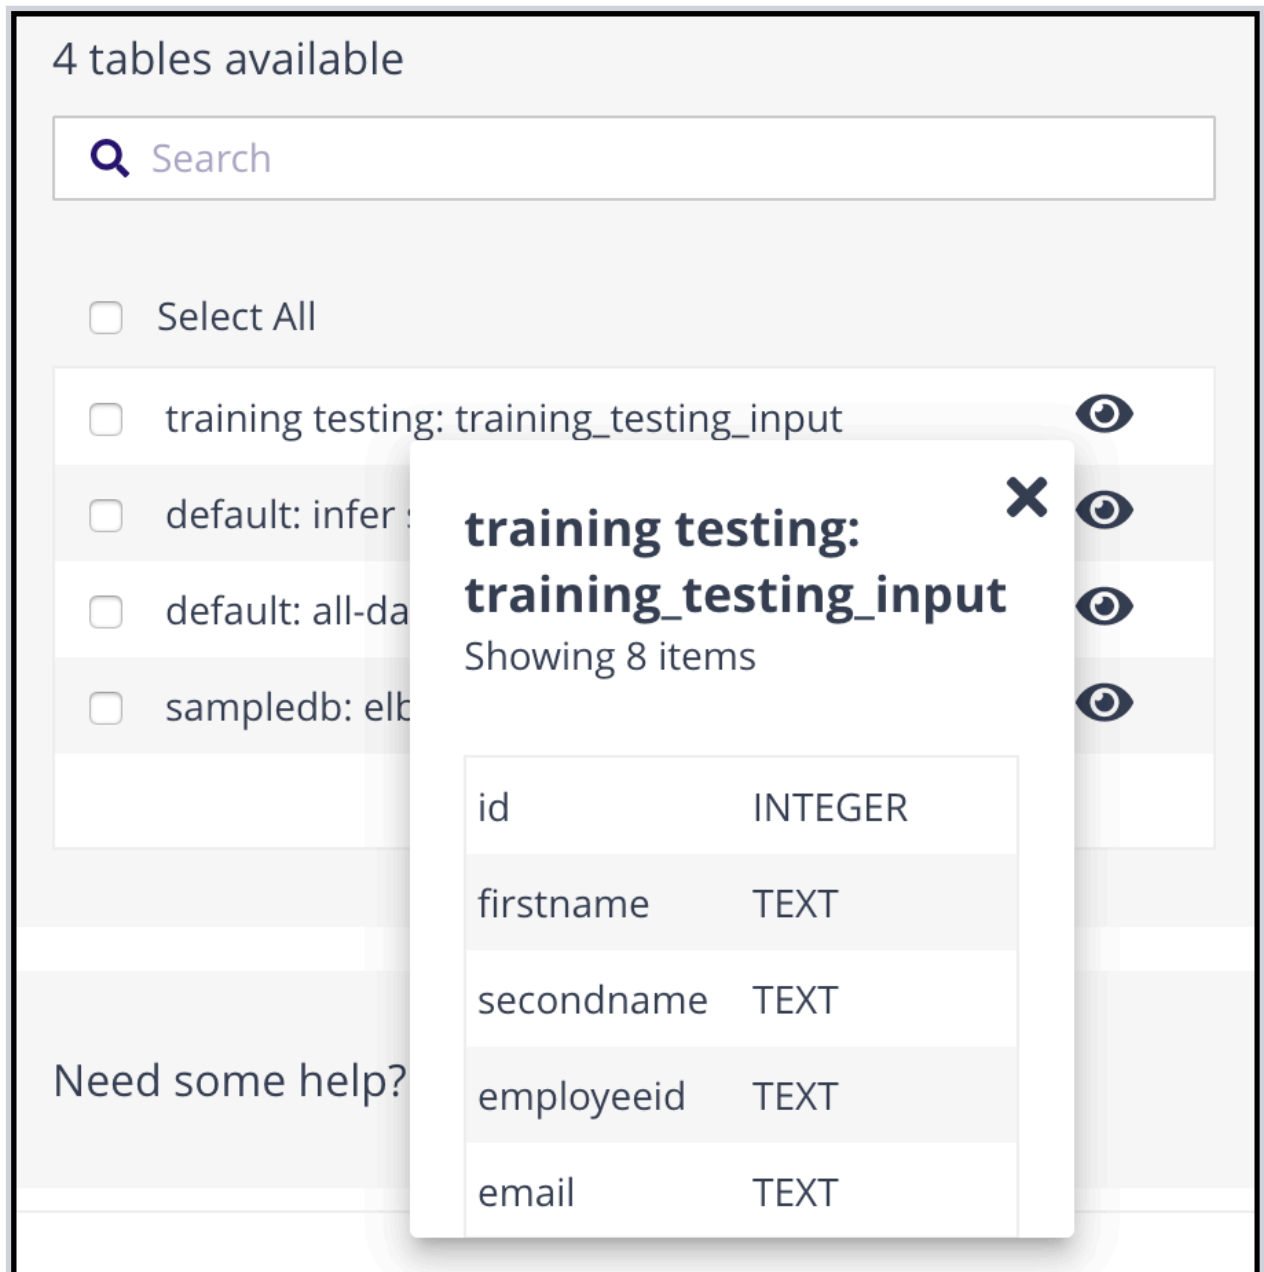 4 tables available
Search
Select All
training testing: training_testing_input
default: infer
default: all-da
sampledb: elb
training testing:
training_testing_input
Showing 8 items
id INTEGER
firstname TEXT
secondname TEXT
employeeid TEXT
email TEXT
Need some help?